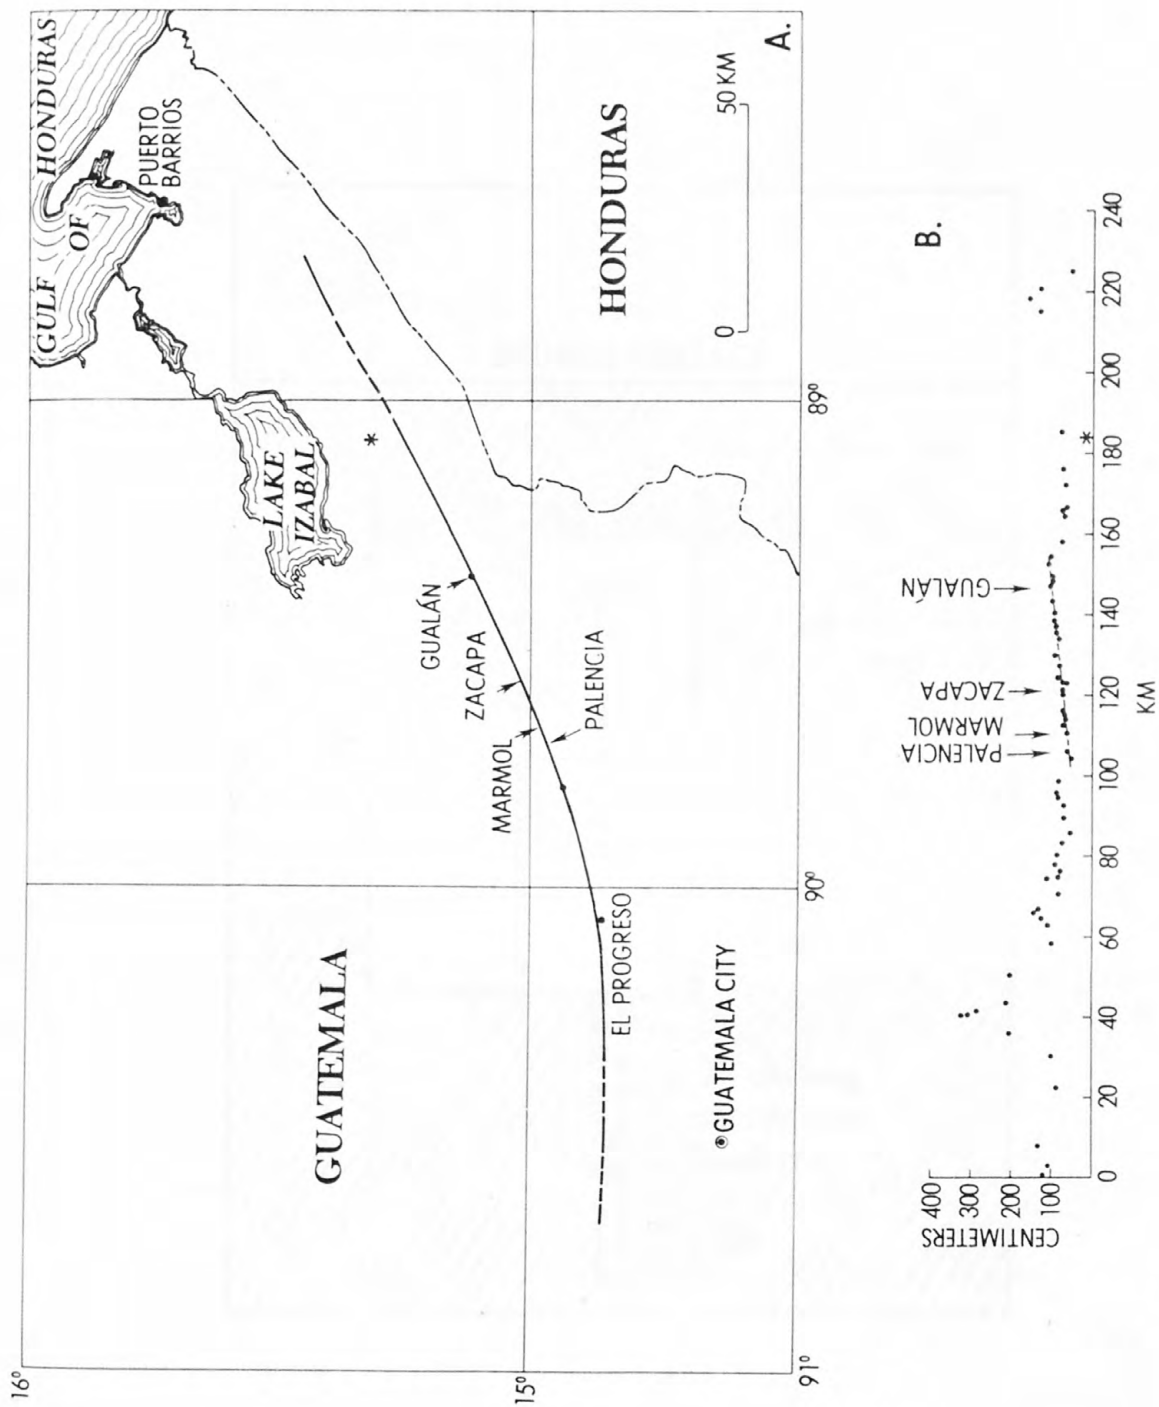 16°
15°
91°
90°
89°
GULF
OF
HONDURAS
PUERTO
BARRIOS
LAKE
IZABAL
*
GUALÁN
ZACAPA
MARMOL
PALENCIA
EL PROGRESO
GUATEMALA
GUATEMALA CITY
HONDURAS
0
50 KM
A.
B.
CENTIMETERS
400
300
200
100
PALENCIA
MARMOL
ZACAPA
GUALÁN
*
0
20
40
60
80
100
120
140
160
180
200
220
240
KM